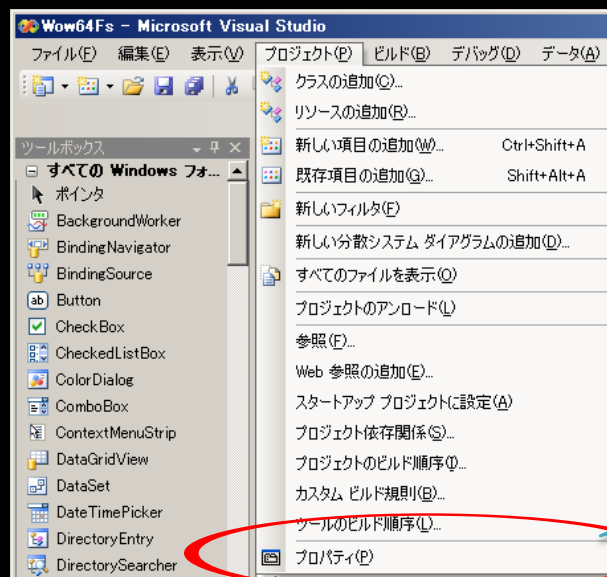 Wow64Fs - Microsoft Visual Studio
ファイル(F) 編集(E) 表示(V) プロジェクト(P) ビルド(B) デバッグ(D) データ(A)
クラスの追加(C)...
リソースの追加(R)...
新しい項目の追加(W)... Ctrl+Shift+A
既存項目の追加(G)... Shift+Alt+A
新しいフィルタ(F)
新しい分散システム ダイアグラムの追加(D)...
すべてのファイルを表示(O)
プロジェクトのアンロード(L)
参照(F)...
Web 参照の追加(E)...
スタートアップ プロジェクトに設定(A)
プロジェクト依存関係(S)...
プロジェクトのビルド順序(I)...
カスタム ビルド規則(B)...
ツールのビルド順序(L)...
プロパティ(P)
ツールボックス
すべての Windows フォ...
ポインタ
BackgroundWorker
BindingNavigator
BindingSource
Button
CheckBox
CheckedListBox
ColorDialog
ComboBox
ContextMenuStrip
DataGridView
DataSet
DateTimePicker
DirectoryEntry
DirectorySearcher